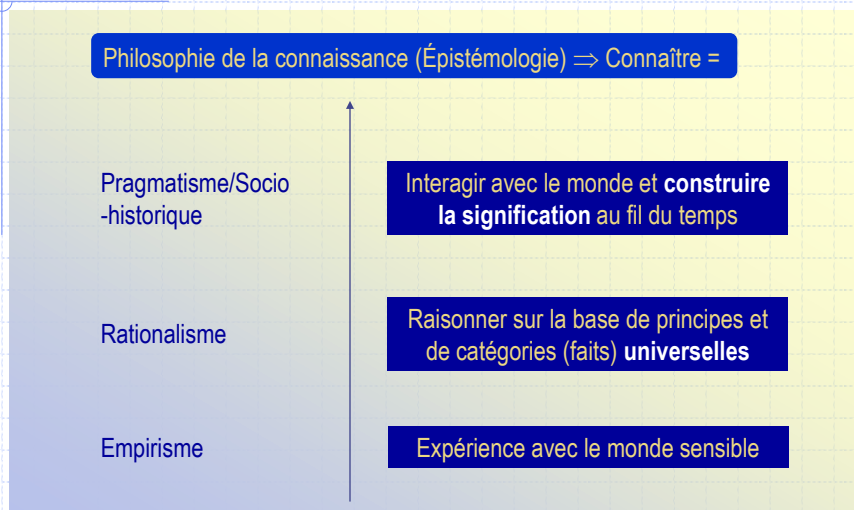 Philosophie de la connaissance (Épistémologie) ⇒ Connaître =
Pragmatisme/Socio
-historique
Interagir avec le monde et construire
la signification au fil du temps
Rationalisme
Raisonner sur la base de principes et
de catégories (faits) universelles
Empirisme
Expérience avec le monde sensible